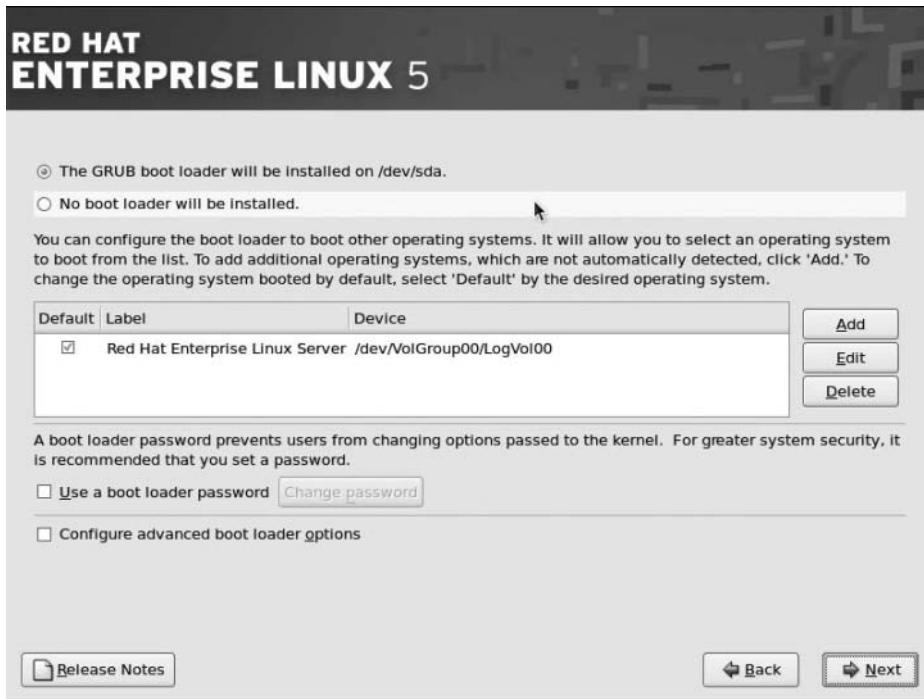 RED HAT
ENTERPRISE LINUX 5
The GRUB boot loader will be installed on /dev/sda.
No boot loader will be installed.
You can configure the boot loader to boot other operating systems. It will allow you to select an operating system
to boot from the list. To add additional operating systems, which are not automatically detected, click 'Add.' To
change the operating system booted by default, select 'Default' by the desired operating system.
Default Label Device
Red Hat Enterprise Linux Server /dev/VolGroup00/LogVol00
Add
Edit
Delete
A boot loader password prevents users from changing options passed to the kernel. For greater system security, it
is recommended that you set a password.
Use a boot loader password Change password
Configure advanced boot loader options
Release Notes Back Next